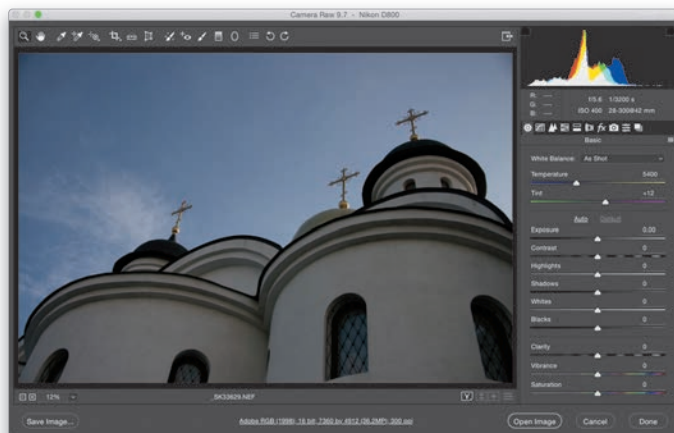 Camera Raw 9.7 - Nikon D800
R: ---
G: ---
B: ---
f/5.6 1/3200 s
ISO 400 28-300@42 mm
Basic
White Balance: As Shot
Temperature 5400
Tint +12
Auto Default
Exposure 0.00
Contrast 0
Highlights 0
Shadows 0
Whites 0
Blacks 0
Clarity 0
Vibrance 0
Saturation 0
12%
_SK33629.NEF
Y
Save Image...
Adobe RGB (1998); 16 bit; 7360 by 4912 (36.2MP); 300 ppi
Open Image
Cancel
Done